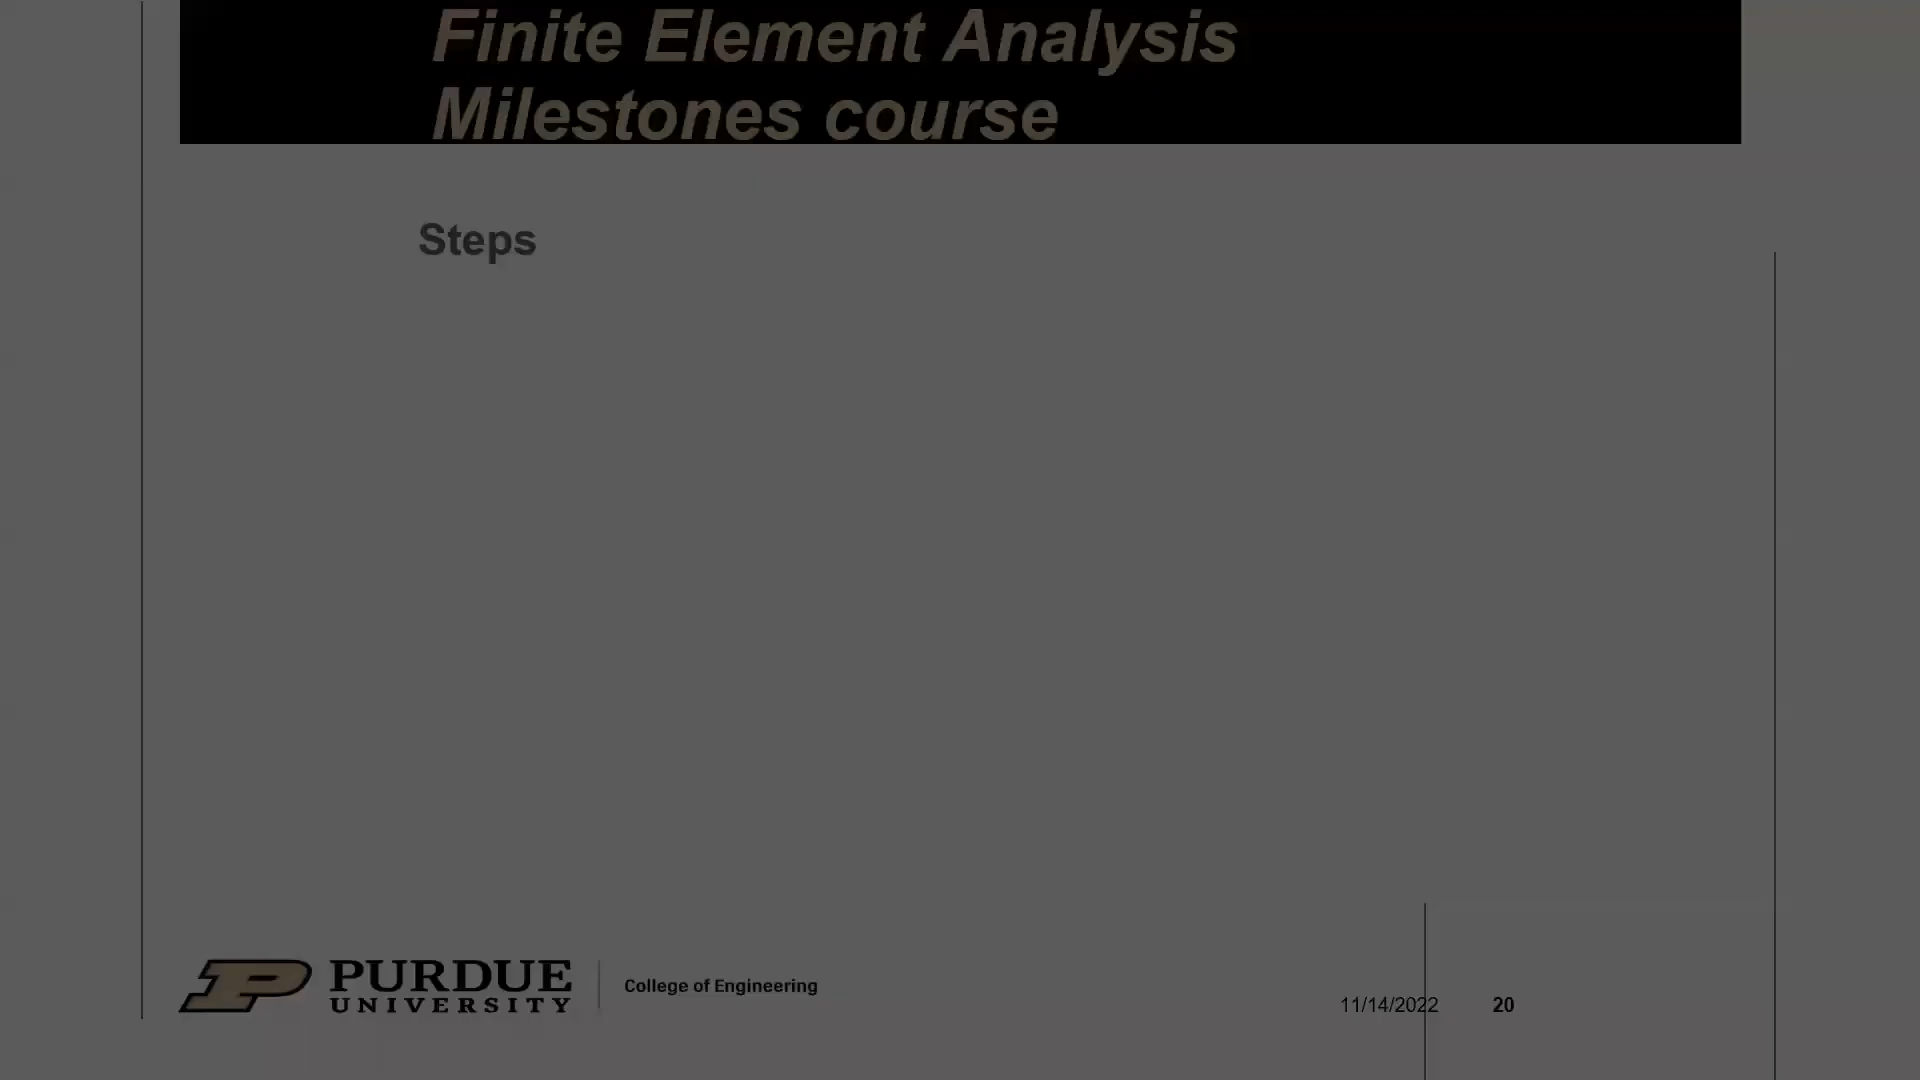 Finite Element Analysis
Milestones course
Steps
PURDUE
UNIVERSITY
College of Engineering
11/14/2022
20